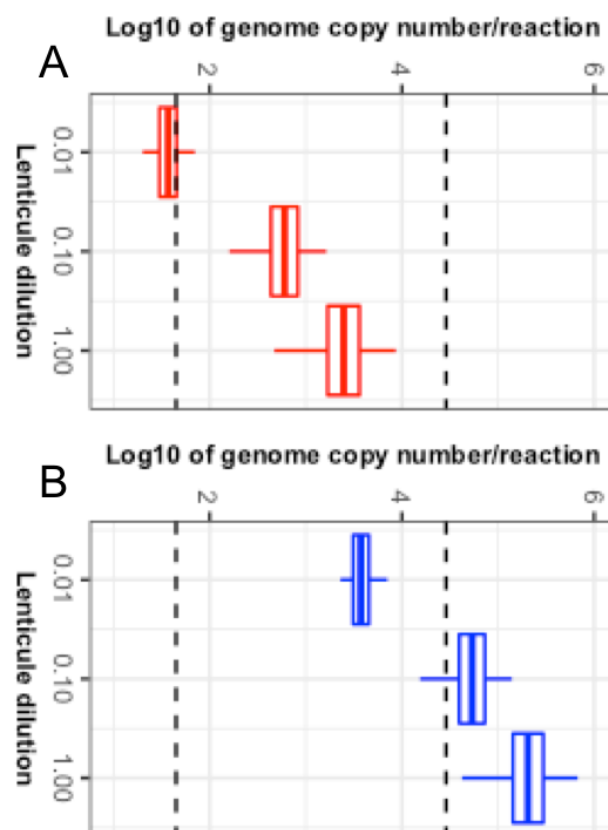 Log10 of genome copy number/reaction
A
2 4 6
0.01
0.10
1.00
Lenticule dilution
Log10 of genome copy number/reaction
B
2 4 6
0.01
0.10
1.00
Lenticule dilution